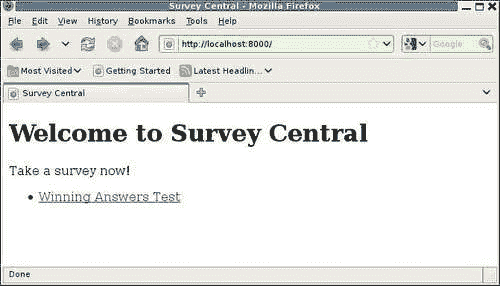 Survey Central - Mozilla Firefox
File Edit View History Bookmarks Tools Help
http://localhost:8000/ Google
Most Visited Getting Started Latest Headlin...
Survey Central
Welcome to Survey Central
Take a survey now!
• Winning Answers Test
Done